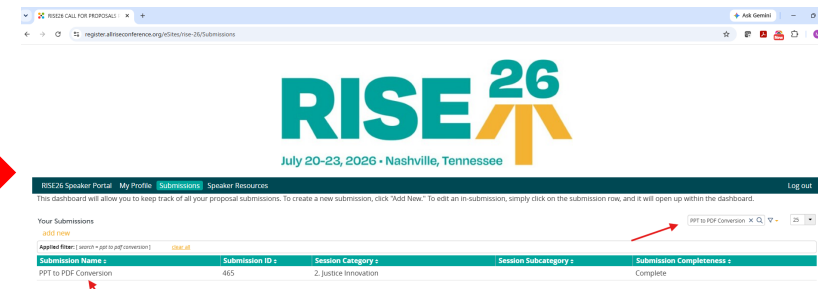 RISE26 CALL FOR PROPOSALS
Ask Gemini
register.allriseconference.org/eSites/rise-26/Submissions
RISE 26
July 20-23, 2026 • Nashville, Tennessee
RISE26 Speaker Portal My Profile Submissions Speaker Resources Log out
This dashboard will allow you to keep track of all your proposal submissions. To create a new submission, click "Add New." To edit an in-submission, simply click on the submission row, and it will open up within the dashboard.
Your Submissions PPT to PDF Conversion 25
add new
Applied filter: [ search = ppt to pdf conversion ] Clear all
Submission Name Submission ID Session Category Session Subcategory Submission Completeness
PPT to PDF Conversion 465 2. Justice Innovation Complete